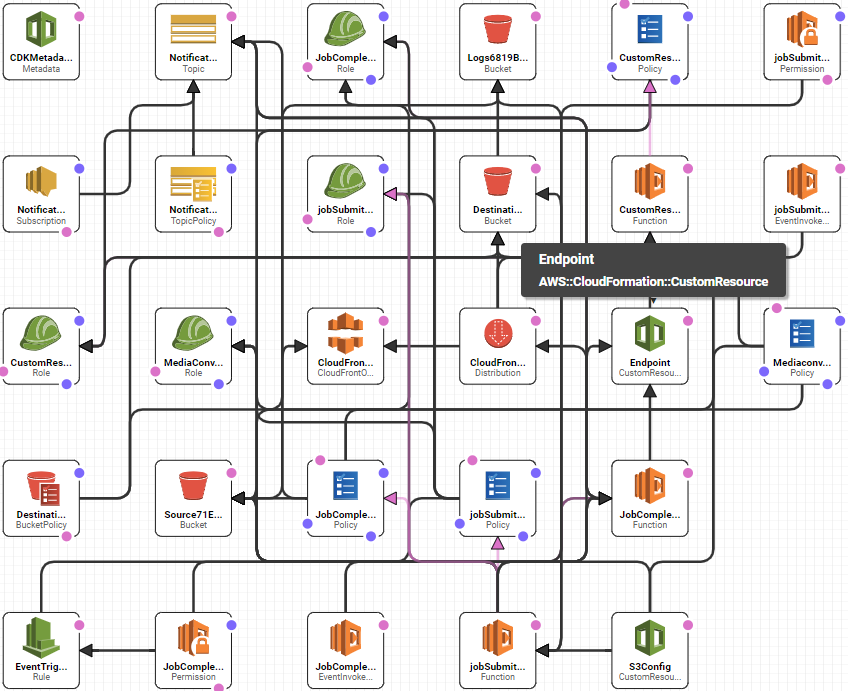 CDKMetada...
Metadata
Notificat...
Topic
JobComple...
Role
Logs6819B...
Bucket
CustomRes...
Policy
jobSubmit...
Permission
Notificat...
Subscription
Notificat...
TopicPolicy
jobSubmit...
Role
Destinati...
Bucket
CustomRes...
Function
jobSubmit...
EventInvoke...
Endpoint
AWS::CloudFormation::CustomResource
CustomRes...
Role
MediaConv...
Role
CloudFron...
CloudFrontO...
CloudFron...
Distribution
Endpoint
CustomResou...
Mediaconv...
Policy
Destinati...
BucketPolicy
Source71E...
Bucket
JobComple...
Policy
jobSubmit...
Policy
JobComple...
Function
EventTrig...
Rule
JobComple...
Permission
JobComple...
EventInvoke...
jobSubmit...
Function
S3Config
CustomResou...